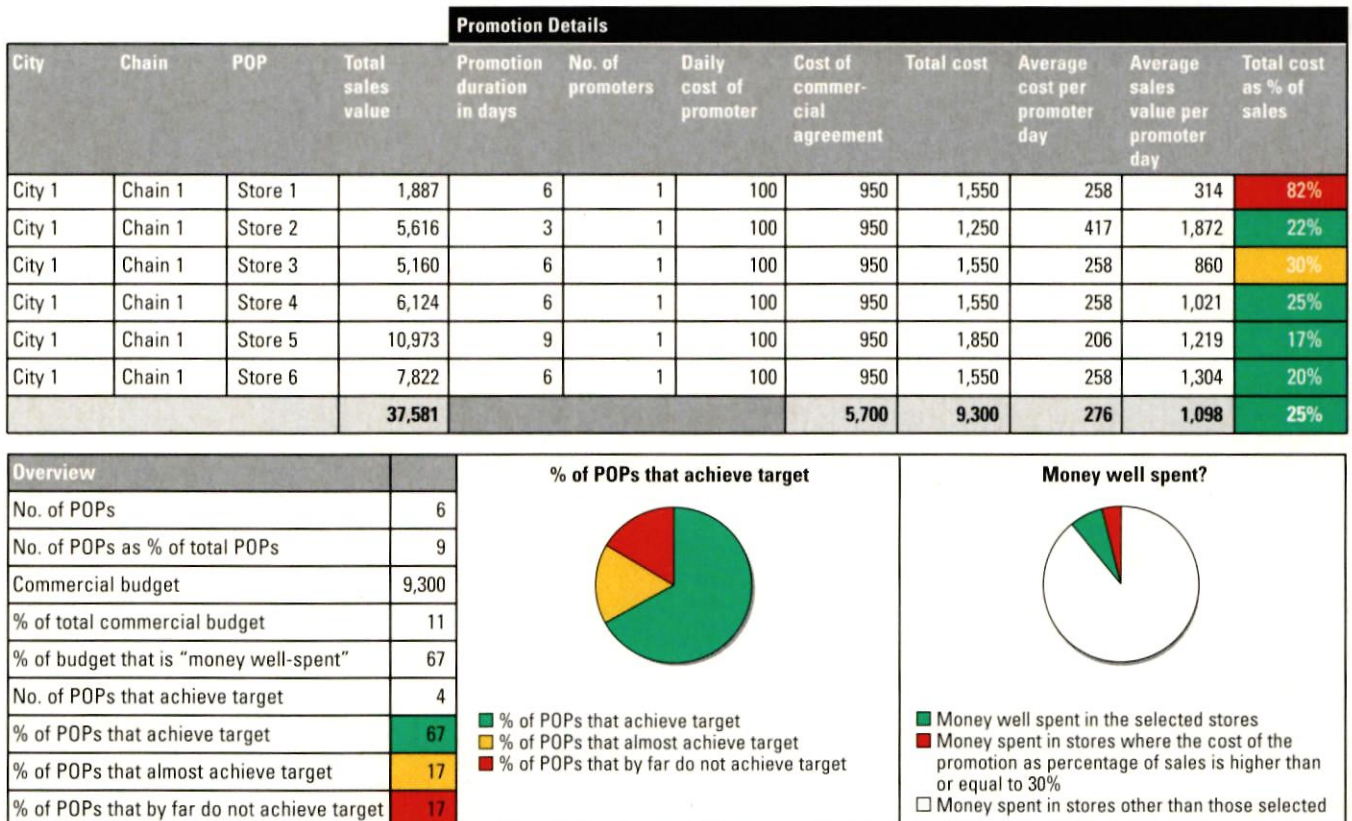 Promotion Details
City Chain POP Total sales value Promotion duration in days No. of promoters Daily cost of promoter Cost of commer-cial agreement Total cost Average cost per promoter day Average sales value per promoter day Total cost as % of sales
City 1 Chain 1 Store 1 1,887 6 1 100 950 1,550 258 314 82%
City 1 Chain 1 Store 2 5,616 3 1 100 950 1,250 417 1,872 22%
City 1 Chain 1 Store 3 5,160 6 1 100 950 1,550 258 860 30%
City 1 Chain 1 Store 4 6,124 6 1 100 950 1,550 258 1,021 25%
City 1 Chain 1 Store 5 10,973 9 1 100 950 1,850 206 1,219 17%
City 1 Chain 1 Store 6 7,822 6 1 100 950 1,550 258 1,304 20%
37,581 5,700 9,300 276 1,098 25%
Overview
No. of POPs 6
No. of POPs as % of total POPs 9
Commercial budget 9,300
% of total commercial budget 11
% of budget that is "money well-spent" 67
No. of POPs that achieve target 4
% of POPs that achieve target 67
% of POPs that almost achieve target 17
% of POPs that by far do not achieve target 17
% of POPs that achieve target
% of POPs that achieve target
% of POPs that almost achieve target
% of POPs that by far do not achieve target
Money well spent?
Money well spent in the selected stores
Money spent in stores where the cost of the
promotion as percentage of sales is higher than
or equal to 30%
Money spent in stores other than those selected